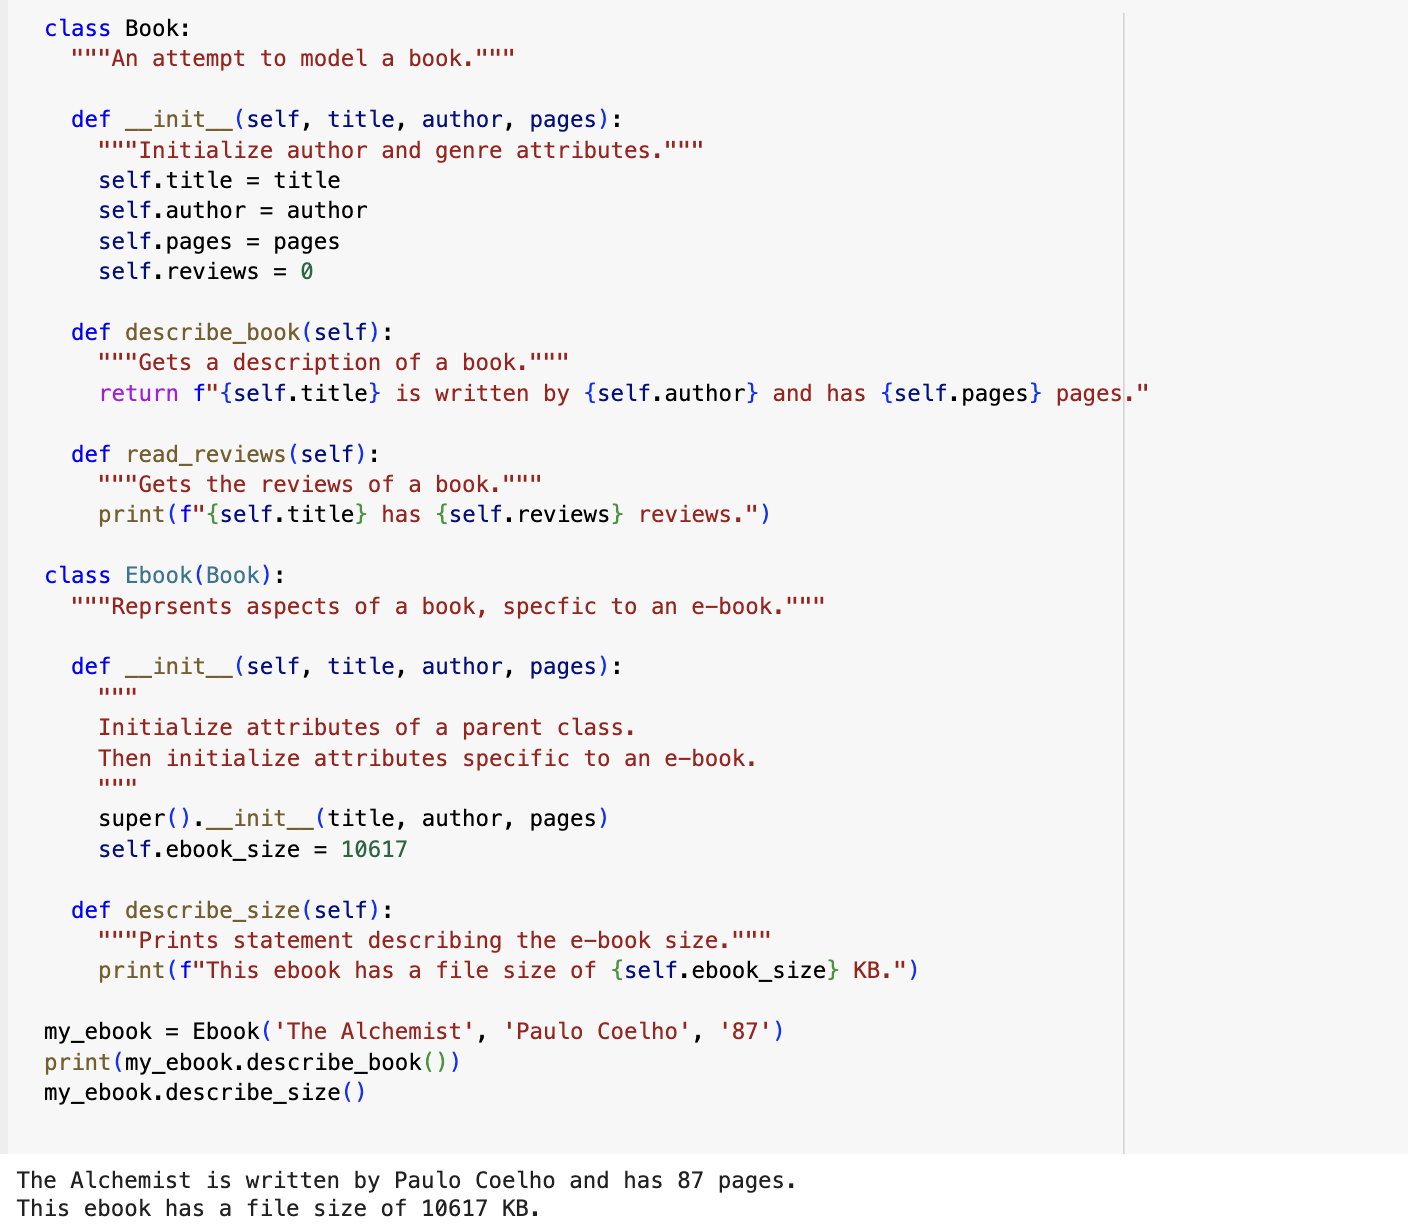 class Book:
  """An attempt to model a book."""

  def __init__(self, title, author, pages):
    """Initialize author and genre attributes."""
    self.title = title
    self.author = author
    self.pages = pages
    self.reviews = 0

  def describe_book(self):
    """Gets a description of a book."""
    return f"{self.title} is written by {self.author} and has {self.pages} pages."

  def read_reviews(self):
    """Gets the reviews of a book."""
    print(f"{self.title} has {self.reviews} reviews.")

class Ebook(Book):
  """Reprsents aspects of a book, specfic to an e-book."""

  def __init__(self, title, author, pages):
    """
    Initialize attributes of a parent class.
    Then initialize attributes specific to an e-book.
    """
    super().__init__(title, author, pages)
    self.ebook_size = 10617

  def describe_size(self):
    """Prints statement describing the e-book size."""
    print(f"This ebook has a file size of {self.ebook_size} KB.")

my_ebook = Ebook('The Alchemist', 'Paulo Coelho', '87')
print(my_ebook.describe_book())
my_ebook.describe_size()

The Alchemist is written by Paulo Coelho and has 87 pages.
This ebook has a file size of 10617 KB.